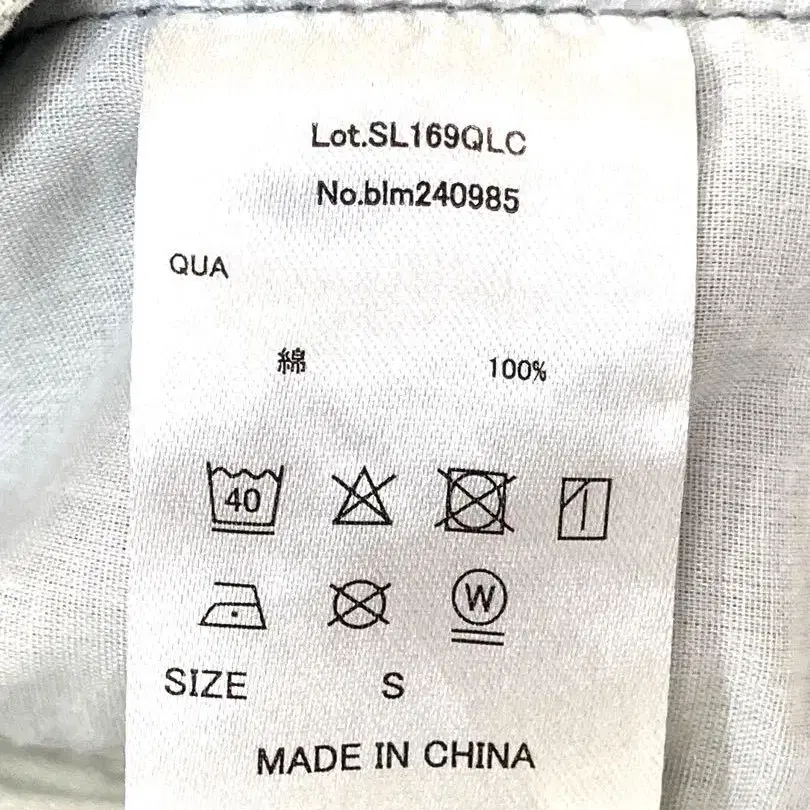 Lot.SL169QLC
No.blm240985
QUA
綿 100%
40
W
SIZE S
MADE IN CHINA